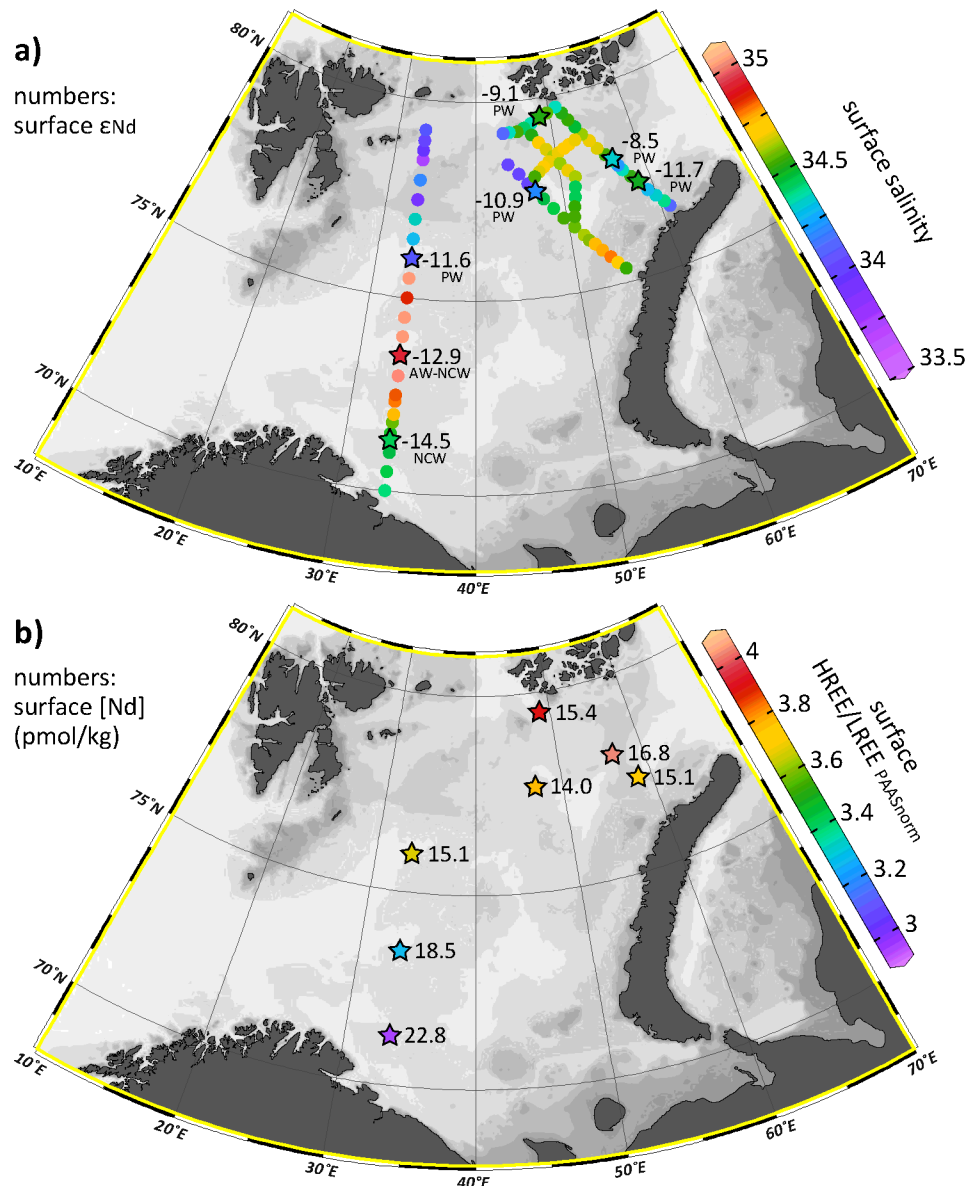 a)
numbers:
surface εNd
80°N
75°N
70°N
10°E
20°E
30°E
40°E
50°E
60°E
70°E
-9.1
PW
-8.5
PW
-11.7
PW
-10.9
PW
-11.6
PW
-12.9
AW-NCW
-14.5
NCW
35
34.5
34
33.5
surface salinity
b)
numbers:
surface [Nd]
(pmol/kg)
80°N
75°N
70°N
10°E
20°E
30°E
40°E
50°E
60°E
70°E
15.4
16.8
15.1
14.0
15.1
18.5
22.8
4
3.8
3.6
3.4
3.2
3
surface
HREE/LREE PAASnorm